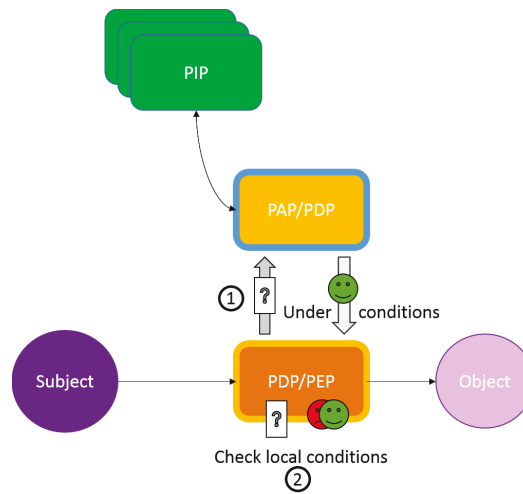 PIP
PAP/PDP
1
?
Under conditions
Subject
PDP/PEP
Object
?
Check local conditions
2